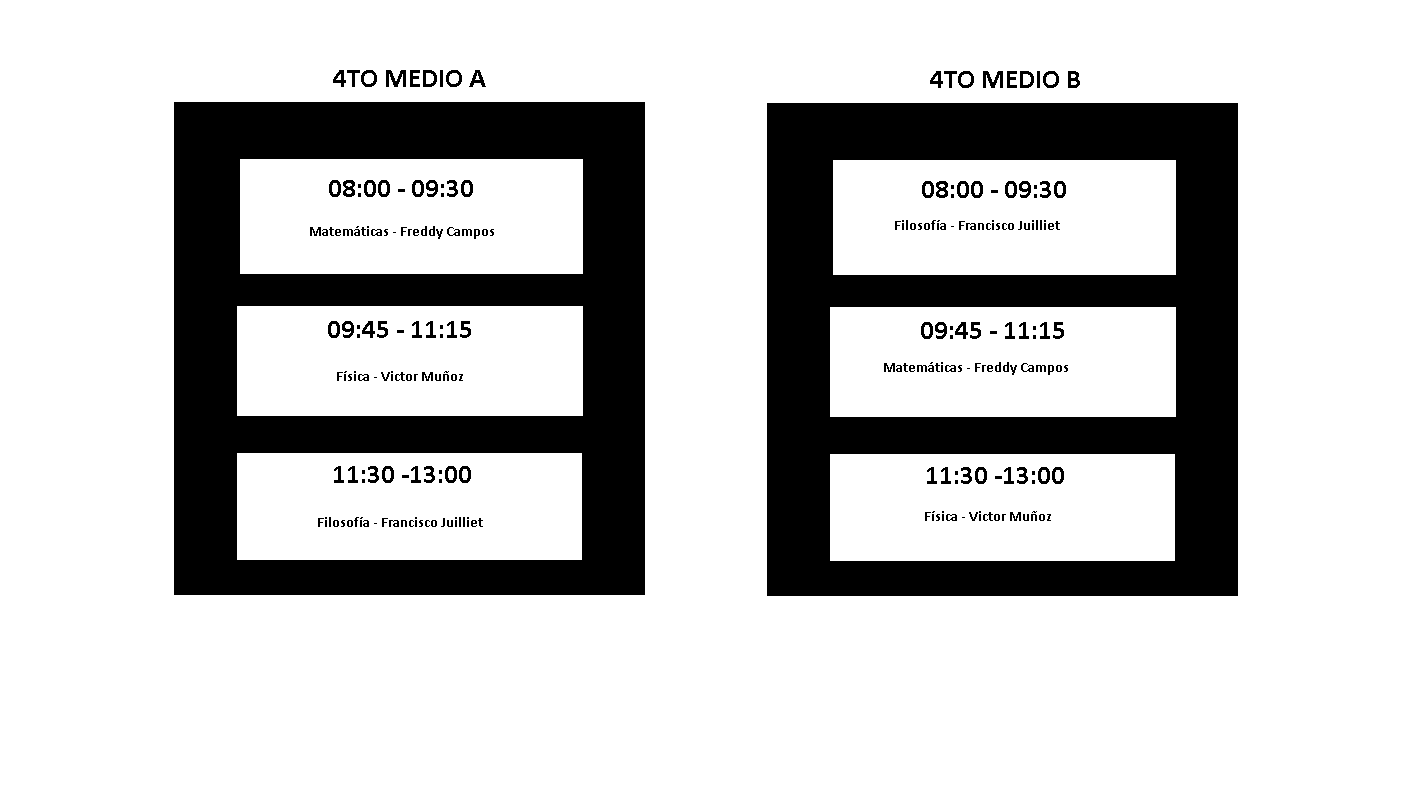 4TO MEDIO A
08:00 - 09:30
Matemáticas - Freddy Campos
09:45 - 11:15
Física - Victor Muñoz
11:30 -13:00
Filosofía - Francisco Juilliet
4TO MEDIO B
08:00 - 09:30
Filosofía - Francisco Juilliet
09:45 - 11:15
Matemáticas - Freddy Campos
11:30 -13:00
Física - Victor Muñoz